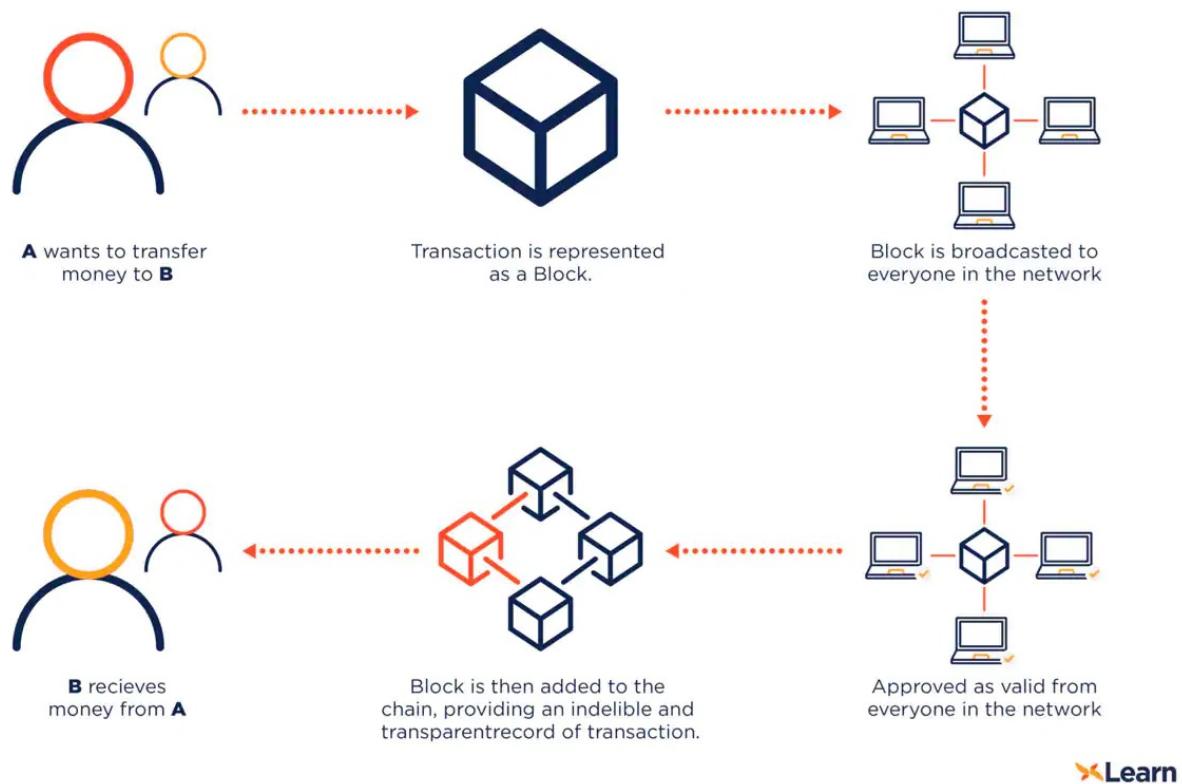 A wants to transfer
money to B
Transaction is represented
as a Block.
Block is broadcasted to
everyone in the network
Approved as valid from
everyone in the network
Block is then added to the
chain, providing an indelible and
transparentrecord of transaction.
B recieves
money from A
Learn